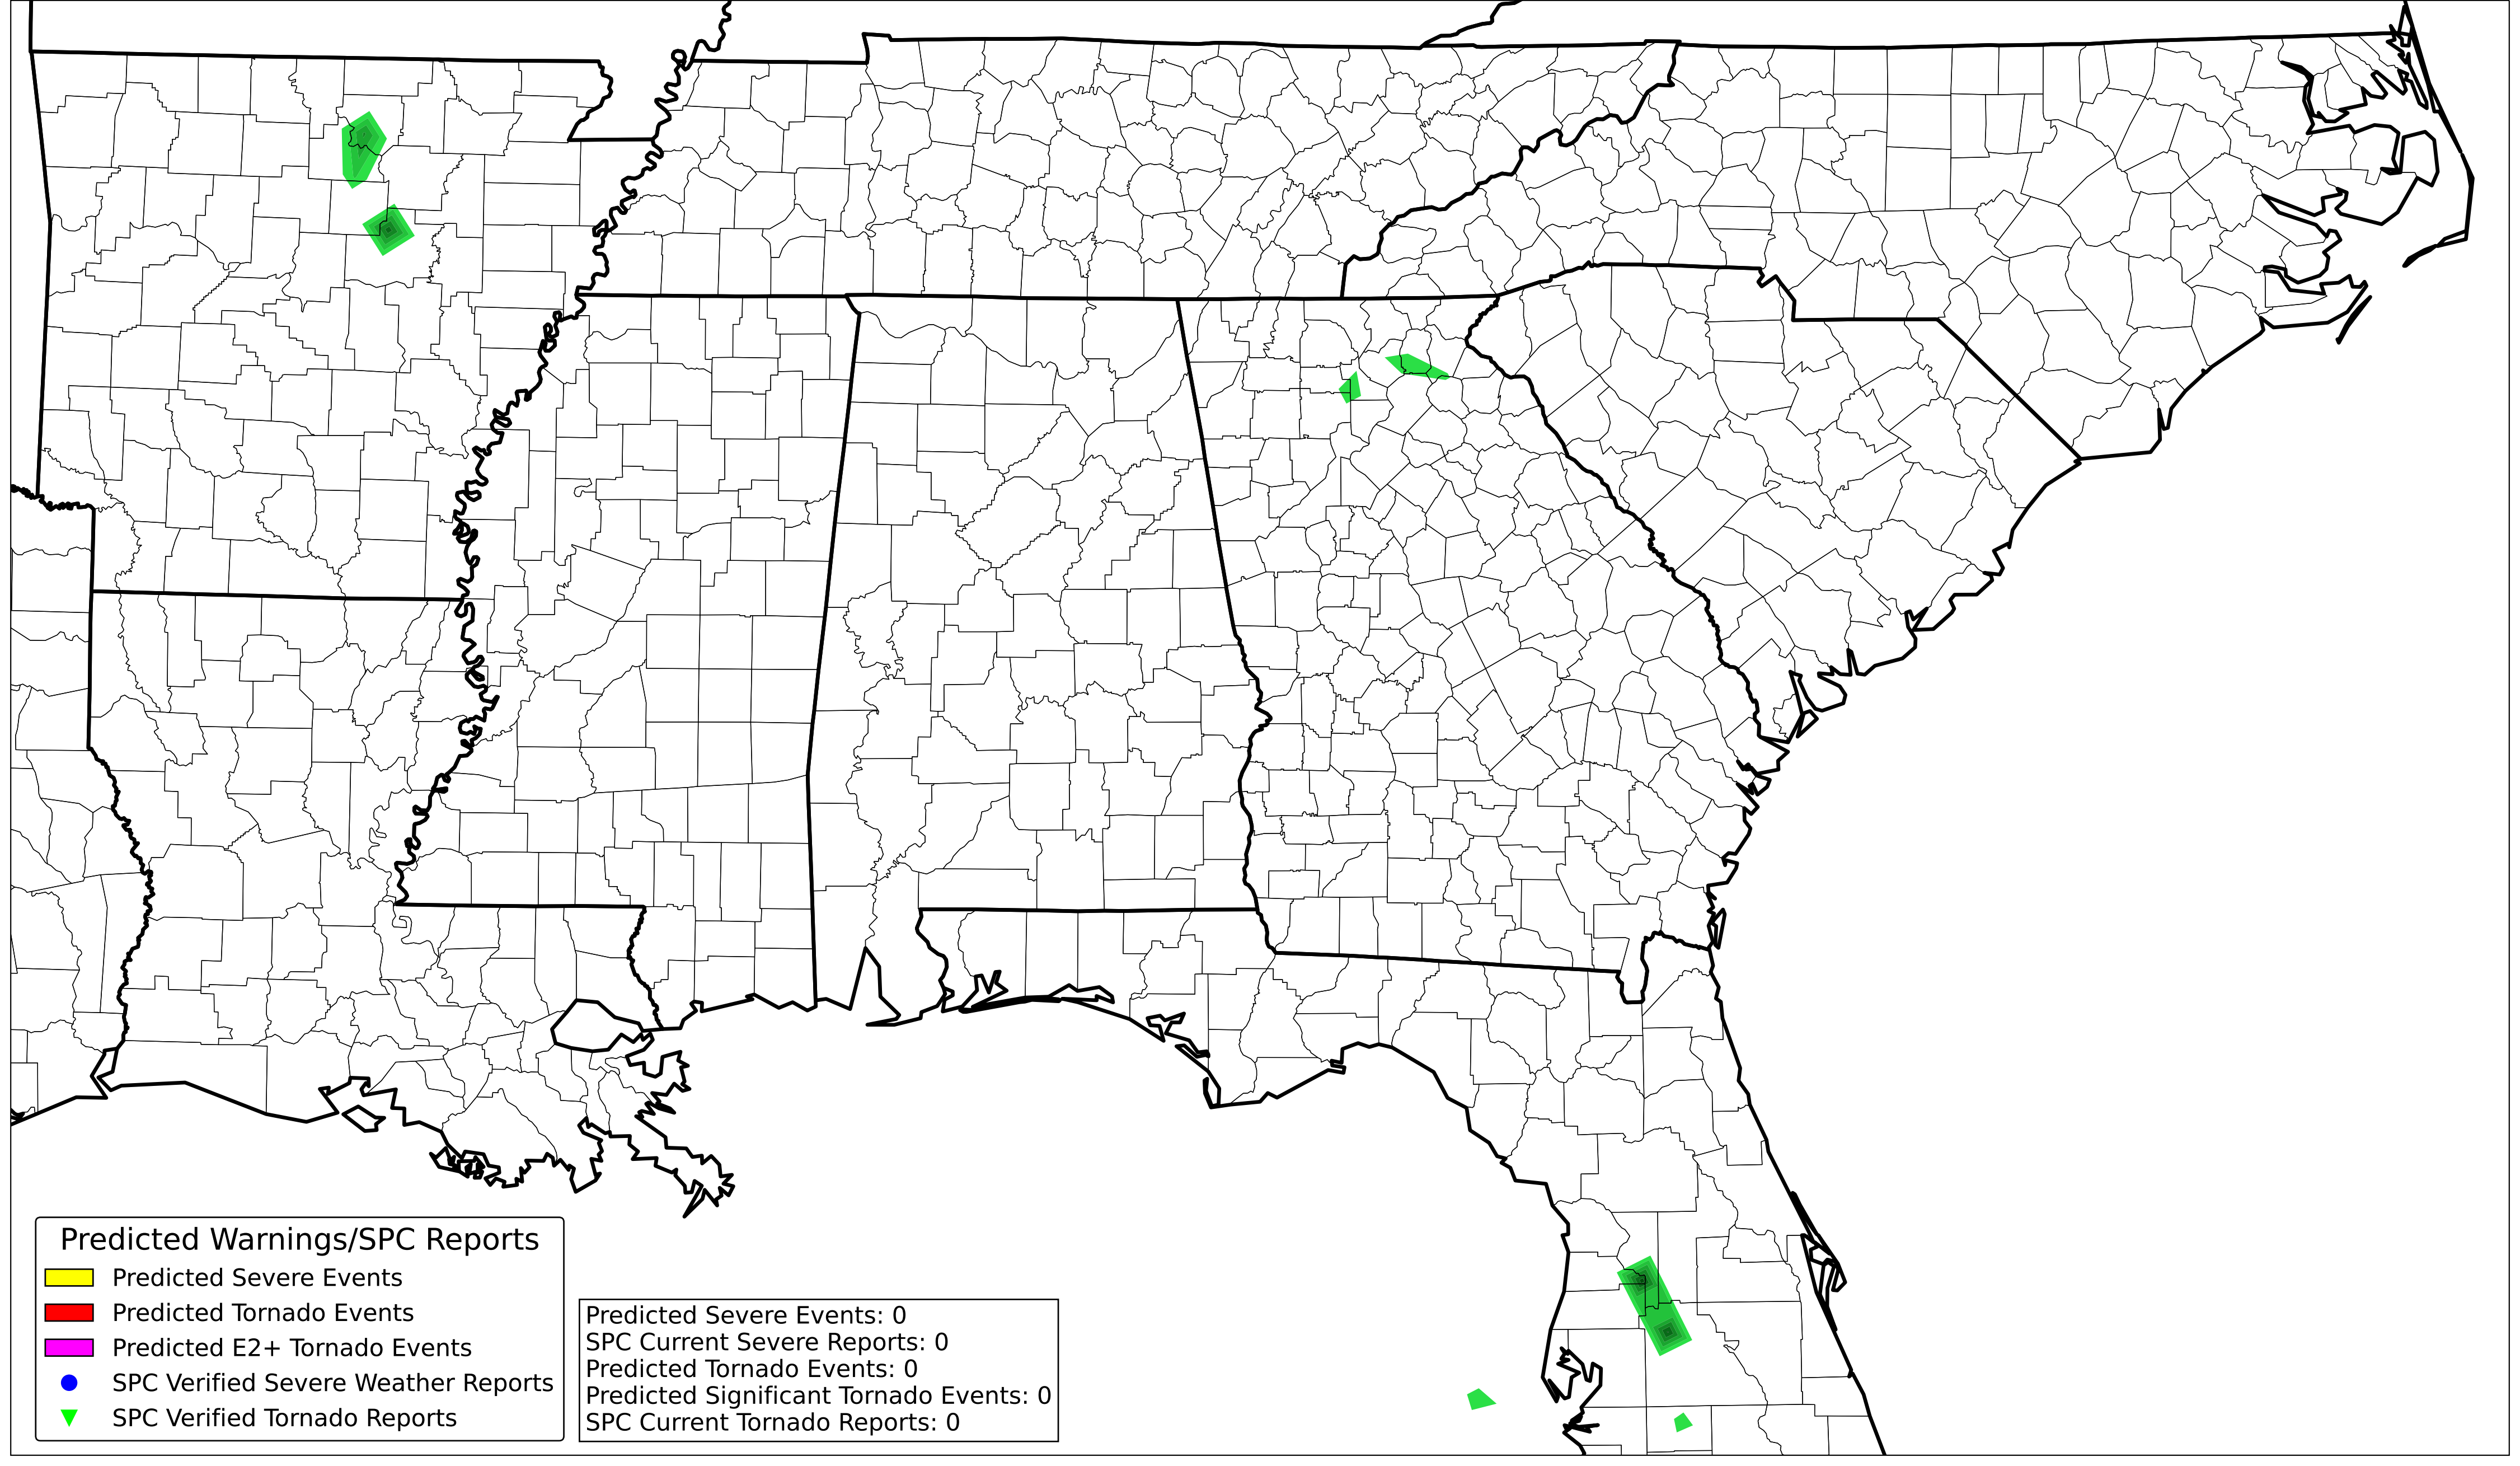 Predicted Warnings/SPC Reports
Predicted Severe Events
Predicted Tornado Events
Predicted E2+ Tornado Events
SPC Verified Severe Weather Reports
SPC Verified Tornado Reports
Predicted Severe Events: 0
SPC Current Severe Reports: 0
Predicted Tornado Events: 0
Predicted Significant Tornado Events: 0
SPC Current Tornado Reports: 0